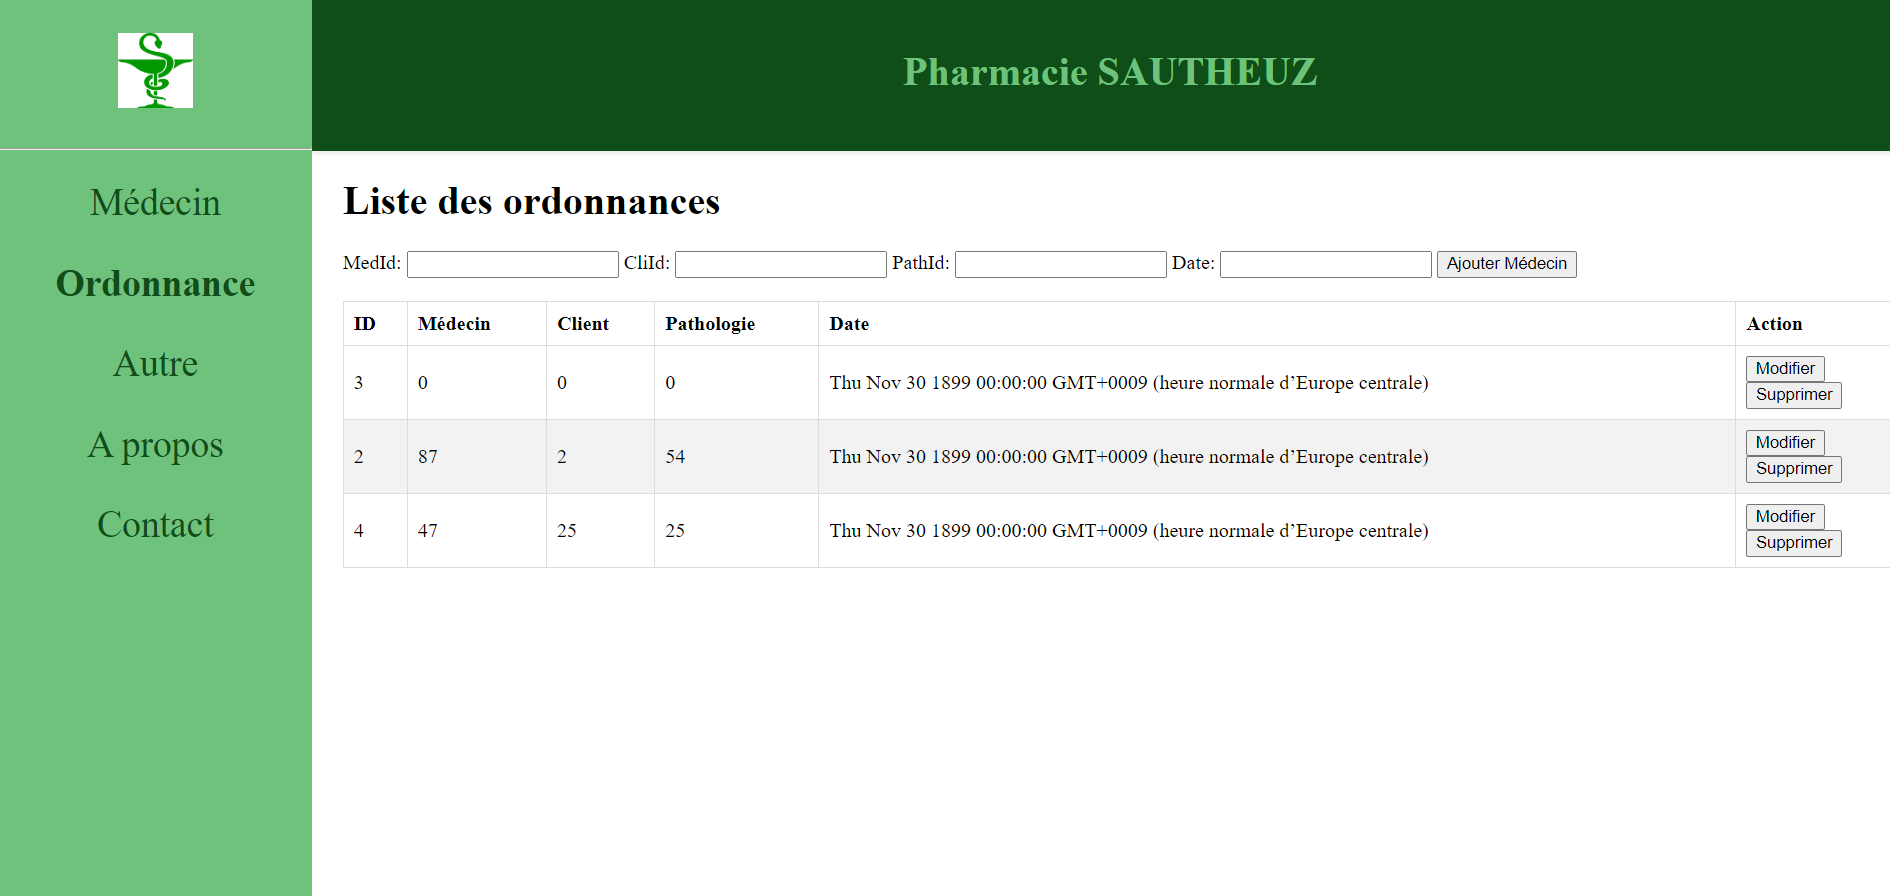 Pharmacie SAUTHEUZ
Médecin
Ordonnance
Autre
A propos
Contact
Liste des ordonnances
MedId: CliId: PathId: Date: Ajouter Médecin
ID Médecin Client Pathologie Date Action
3 0 0 0 Thu Nov 30 1899 00:00:00 GMT+0009 (heure normale d’Europe centrale) Modifier
Supprimer
2 87 2 54 Thu Nov 30 1899 00:00:00 GMT+0009 (heure normale d’Europe centrale) Modifier
Supprimer
4 47 25 25 Thu Nov 30 1899 00:00:00 GMT+0009 (heure normale d’Europe centrale) Modifier
Supprimer